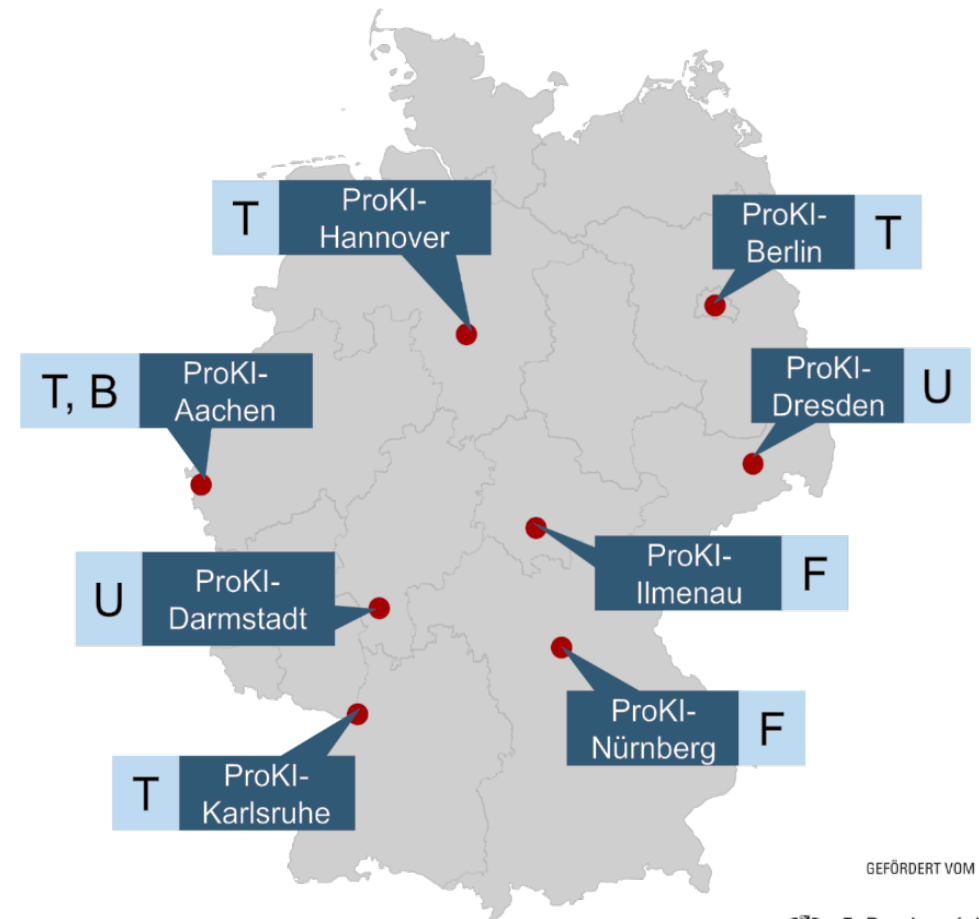 T
ProKI-
Hannover
ProKI-
Berlin
T
T, B
ProKI-
Aachen
ProKI-
Dresden
U
U
ProKI-
Darmstadt
ProKI-
Ilmenau
F
T
ProKI-
Karlsruhe
ProKI-
Nürnberg
F
GEFÖRDERT VOM